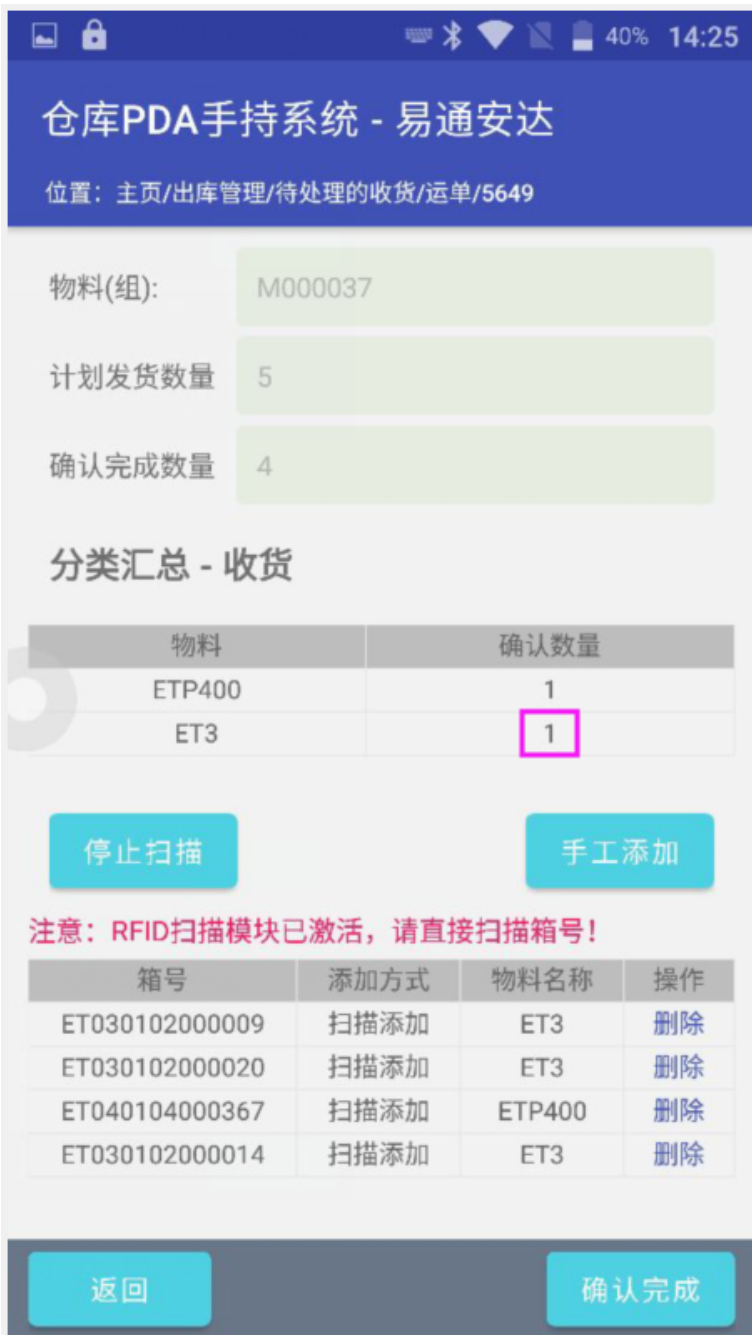 40% 14:25
仓库PDA手持系统 - 易通安达
位置：主页/出库管理/待处理的收货/运单/5649
物料(组): M000037
计划发货数量 5
确认完成数量 4
分类汇总 - 收货
物料 确认数量
ETP400 1
ET3 1
停止扫描 手工添加
注意：RFID扫描模块已激活，请直接扫描箱号！
箱号 添加方式 物料名称 操作
ET030102000009 扫描添加 ET3 删除
ET030102000020 扫描添加 ET3 删除
ET040104000367 扫描添加 ETP400 删除
ET030102000014 扫描添加 ET3 删除
返回 确认完成